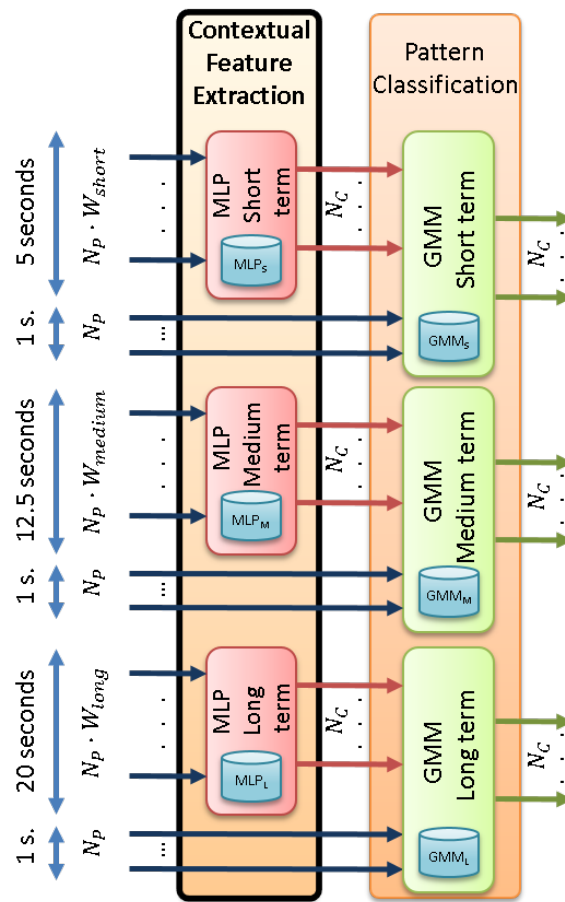 Contextual
Feature
Extraction
Pattern
Classification
5 seconds
N_P · W_short
. . . .
MLP
Short
term
MLP_S
N_C
. . . .
GMM
Short term
GMM_S
N_C
. . . .
1 s.
N_P
...
12.5 seconds
N_P · W_medium
. . . .
MLP
Medium
term
MLP_M
N_C
. . . .
GMM
Medium term
GMM_M
N_C
. . . .
1 s.
N_P
...
20 seconds
N_P · W_long
. . . .
MLP
Long
term
MLP_L
N_C
. . . .
GMM
Long term
GMM_L
N_C
. . . .
1 s.
N_P
...